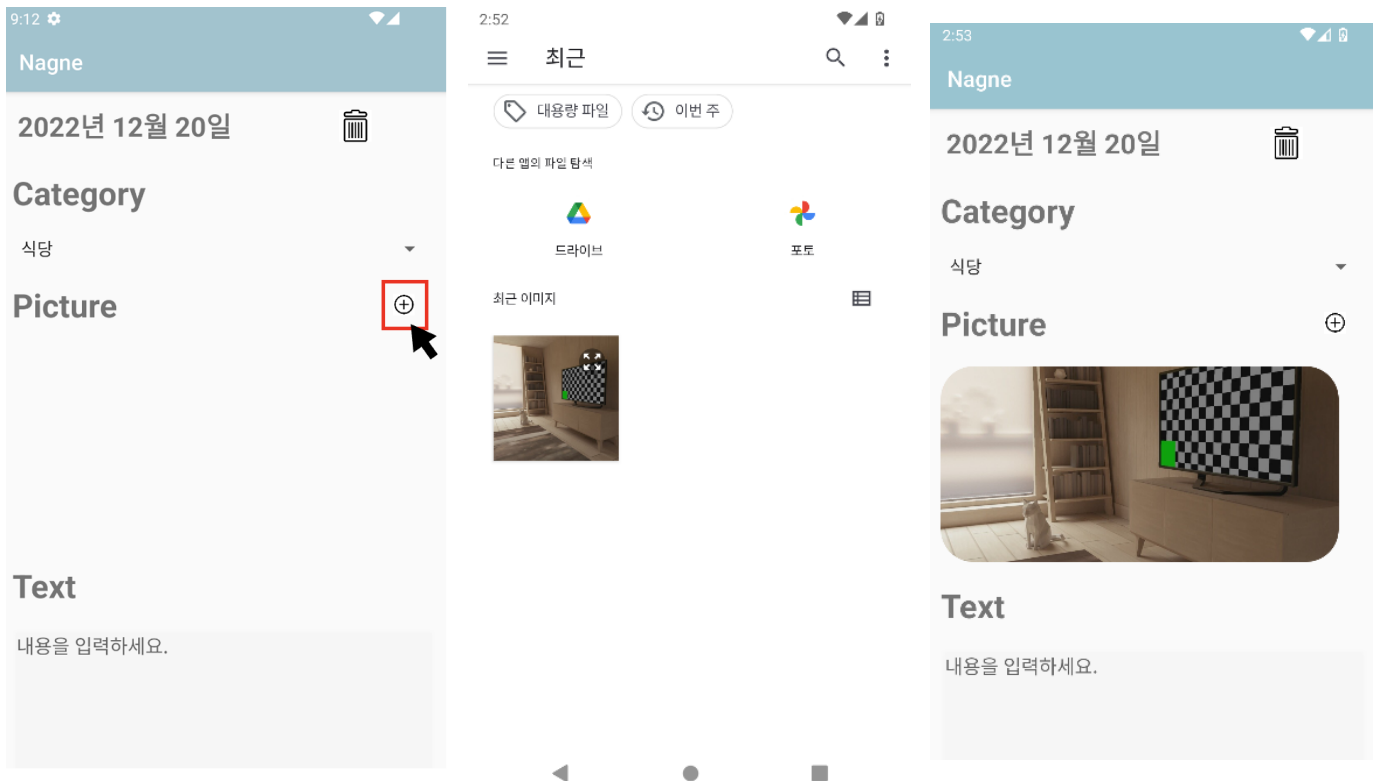 9:12
Nagne
2022년 12월 20일
Category
식당
Picture
Text
내용을 입력하세요.
2:52
최근
대용량 파일
이번 주
다른 앱의 파일 탐색
드라이브
포토
최근 이미지
2:53
Nagne
2022년 12월 20일
Category
식당
Picture
Text
내용을 입력하세요.